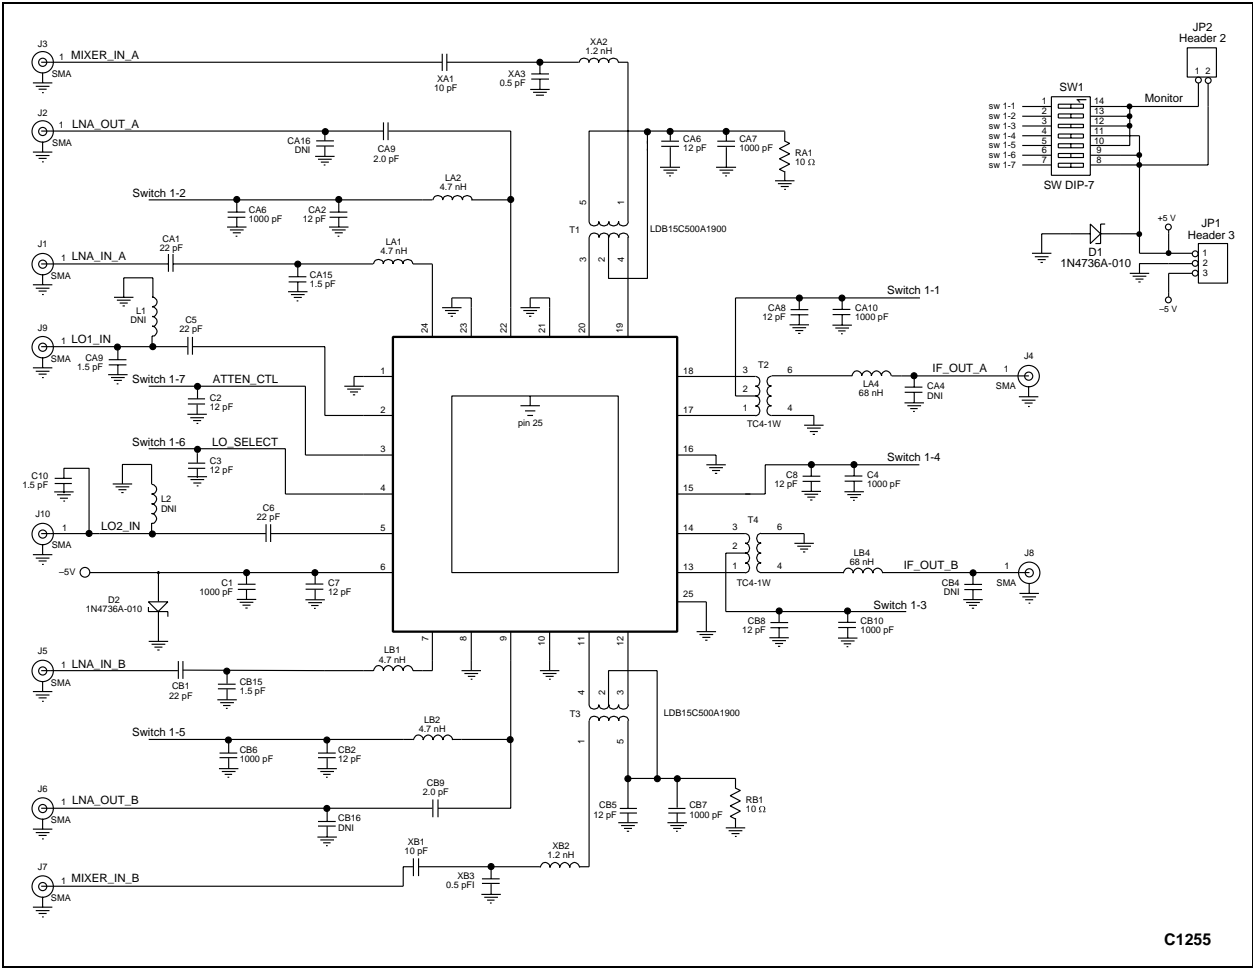 J3
1 MIXER_IN_A
SMA
XA1
10 pF
XA3
0.5 pF
XA2
1.2 nH
J2
1 LNA_OUT_A
SMA
CA16
DNI
CA9
2.0 pF
Switch 1-2
CA6
1000 pF
CA2
12 pF
LA2
4.7 nH
J1
1 LNA_IN_A
SMA
CA1
22 pF
CA15
1.5 pF
LA1
4.7 nH
L1
DNI
J9
1 LO1_IN
SMA
CA9
1.5 pF
C5
22 pF
Switch 1-7
ATTEN_CTL
C2
12 pF
Switch 1-6
LO_SELECT
C3
12 pF
C10
1.5 pF
L2
DNI
J10
1
LO2_IN
SMA
C6
22 pF
–5V
D2
1N4736A-010
C1
1000 pF
C7
12 pF
J5
1 LNA_IN_B
SMA
CB1
22 pF
CB15
1.5 pF
LB1
4.7 nH
Switch 1-5
CB6
1000 pF
CB2
12 pF
LB2
4.7 nH
J6
1 LNA_OUT_B
SMA
CB16
DNI
CB9
2.0 pF
J7
1 MIXER_IN_B
SMA
XB1
10 pF
XB3
0.5 pFl
XB2
1.2 nH
24
23
22
21
20
19
1
2
3
4
5
6
7
8
9
10
11
12
18
17
16
15
14
13
25
pin 25
CA6
12 pF
CA7
1000 pF
RA1
10 Ω
5
1
T1
LDB15C500A1900
3
2
4
Switch 1-1
CA8
12 pF
CA10
1000 pF
T2
3
2
1
6
4
TC4-1W
LA4
68 nH
IF_OUT_A
CA4
DNI
J4
1
SMA
Switch 1-4
C8
12 pF
C4
1000 pF
T4
3
2
1
6
4
TC4-1W
LB4
68 nH
IF_OUT_B
CB4
DNI
J8
1
SMA
Switch 1-3
CB8
12 pF
CB10
1000 pF
4
2
3
T3
LDB15C500A1900
1
5
CB5
12 pF
CB7
1000 pF
RB1
10 Ω
JP2
Header 2
1 2
SW1
Monitor
sw 1-1 1 14
sw 1-2 2 13
sw 1-3 3 12
sw 1-4 4 11
sw 1-5 5 10
sw 1-6 6 9
sw 1-7 7 8
1
SW DIP-7
+5 V
JP1
Header 3
1
2
3
D1
1N4736A-010
–5 V
C1255